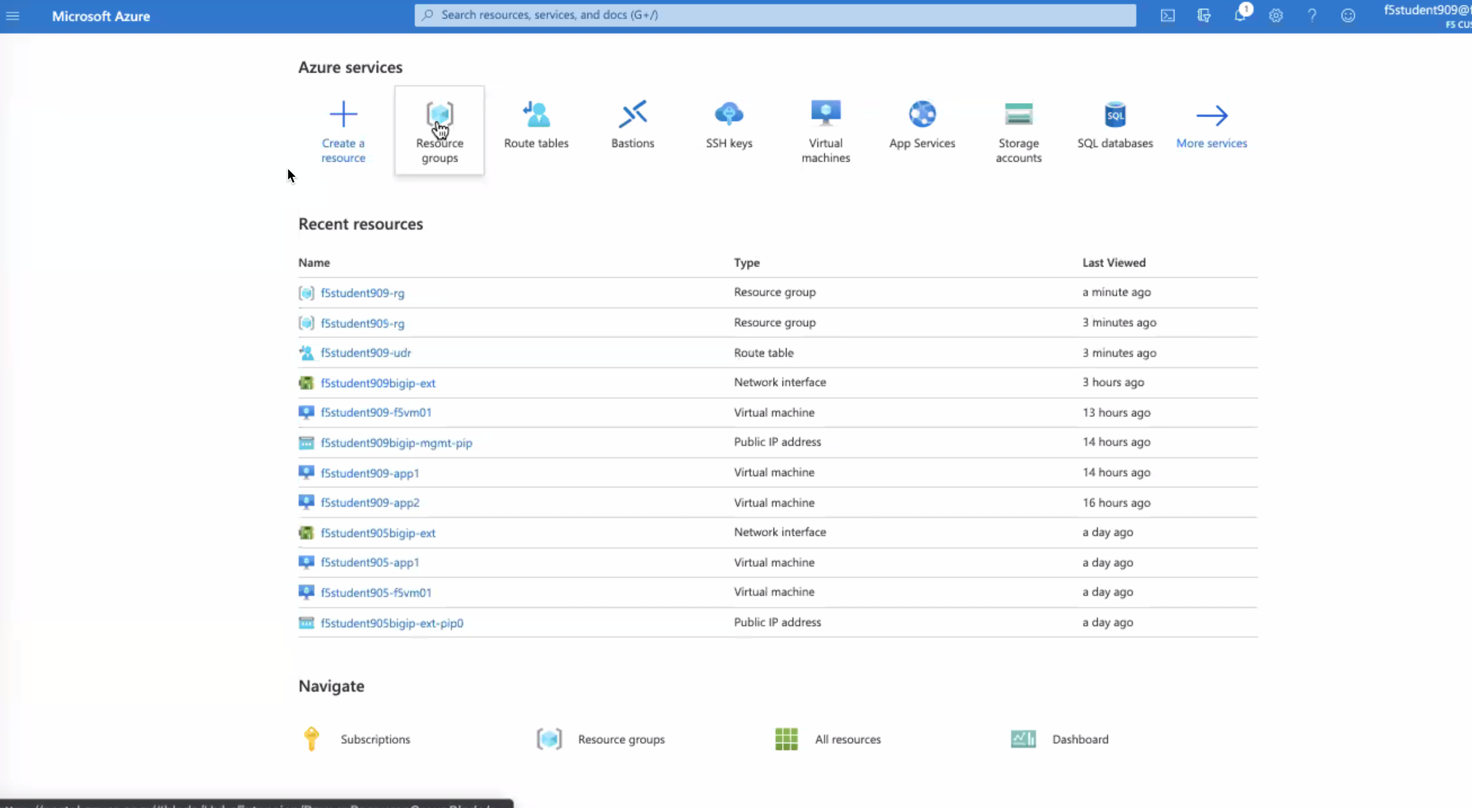 Microsoft Azure
Search resources, services, and docs (G+/)
1
f5student909@
F5 CUS
Azure services
Create a resource
Resource groups
Route tables
Bastions
SSH keys
Virtual machines
App Services
Storage accounts
SQL
SQL databases
More services
Recent resources
Name Type Last Viewed
f5student909-rg Resource group a minute ago
f5student905-rg Resource group 3 minutes ago
f5student909-udr Route table 3 minutes ago
f5student909bigip-ext Network interface 3 hours ago
f5student909-f5vm01 Virtual machine 13 hours ago
f5student909bigip-mgmt-pip Public IP address 14 hours ago
f5student909-app1 Virtual machine 14 hours ago
f5student909-app2 Virtual machine 16 hours ago
f5student905bigip-ext Network interface a day ago
f5student905-app1 Virtual machine a day ago
f5student905-f5vm01 Virtual machine a day ago
f5student905bigip-ext-pip0 Public IP address a day ago
Navigate
Subscriptions Resource groups All resources Dashboard